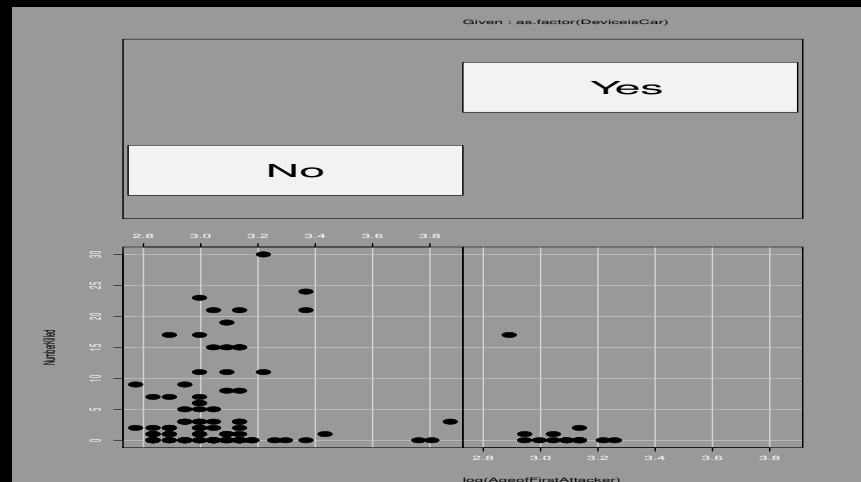 Given : as.factor(DeviceisCar)
Yes
No
2.8 3.0 3.2 3.4 3.6 3.8
30
25
20
15
10
5
0
NumberKilled
2.8 3.0 3.2 3.4 3.6 3.8
log(AgeofFirstAttacker)